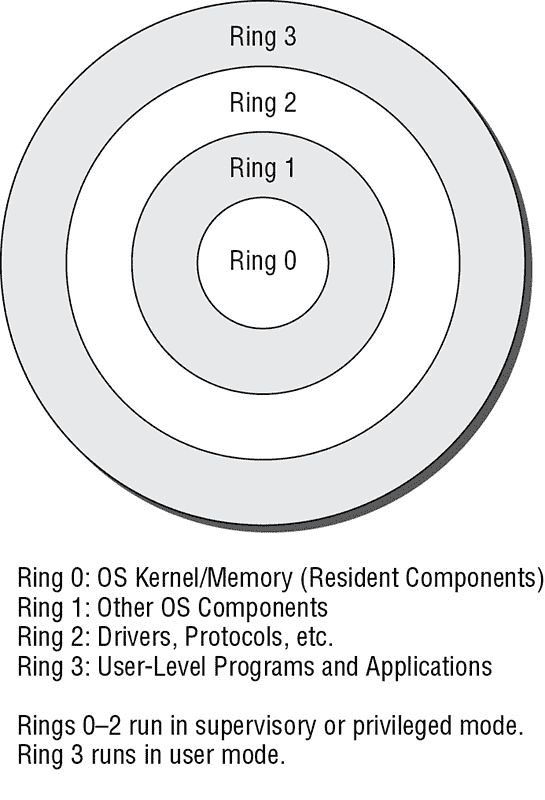 Ring 3
Ring 2
Ring 1
Ring 0
Ring 0: OS Kernel/Memory (Resident Components)
Ring 1: Other OS Components
Ring 2: Drivers, Protocols, etc.
Ring 3: User-Level Programs and Applications
Rings 0–2 run in supervisory or privileged mode.
Ring 3 runs in user mode.